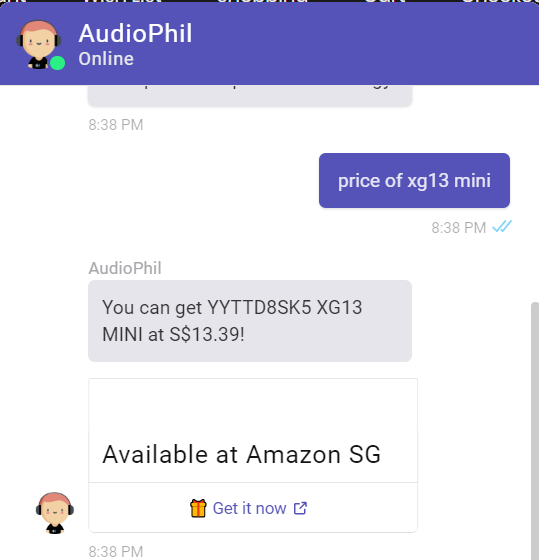 AudioPhil
Online
8:38 PM
price of xg13 mini
8:38 PM
AudioPhil
You can get YYTTD8SK5 XG13
MINI at S$13.39!
Available at Amazon SG
Get it now
8:38 PM